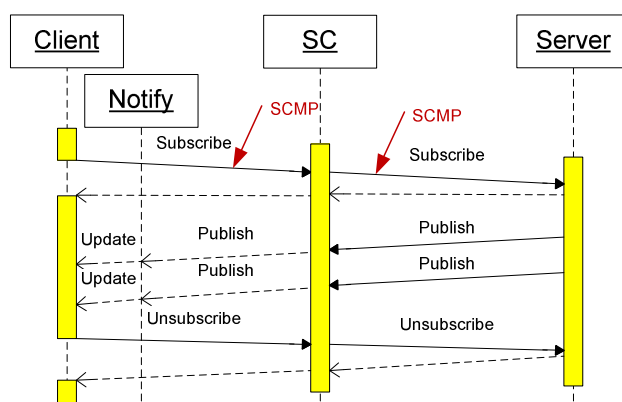 Client
SC
Server
Notify
SCMP
SCMP
Subscribe
Subscribe
Publish
Publish
Update
Publish
Publish
Update
Unsubscribe
Unsubscribe